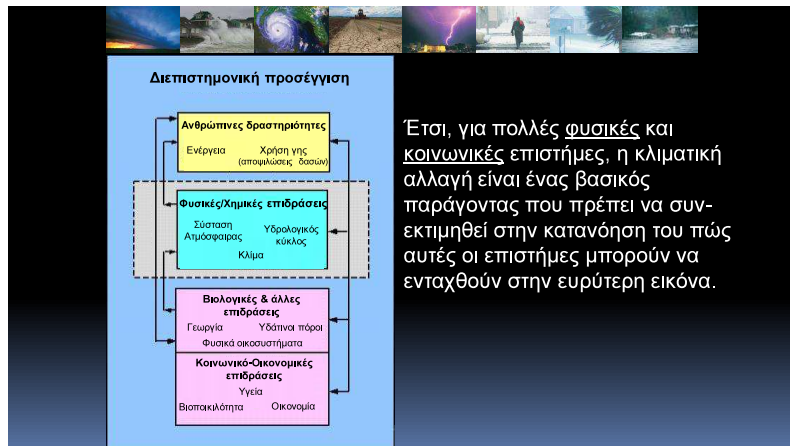 Διεπιστημονική προσέγγιση
Ανθρώπινες δραστηριότητες
Ενέργεια Χρήση γης
(αποψιλώσεις δασών)
Φυσικές/Χημικές επιδράσεις
Σύσταση
Ατμόσφαιρας
Υδρολογικός
κύκλος
Κλίμα
Βιολογικές & άλλες
επιδράσεις
Γεωργία Υδάτινοι πόροι
Φυσικά οικοσυστήματα
Κοινωνικό-Οικονομικές
επιδράσεις
Υγεία
Βιοποικιλότητα Οικονομία
Έτσι, για πολλές φυσικές και
κοινωνικές επιστήμες, η κλιματική
αλλαγή είναι ένας βασικός
παράγοντας που πρέπει να συν-
εκτιμηθεί στην κατανόηση του πώς
αυτές οι επιστήμες μπορούν να
ενταχθούν στην ευρύτερη εικόνα.